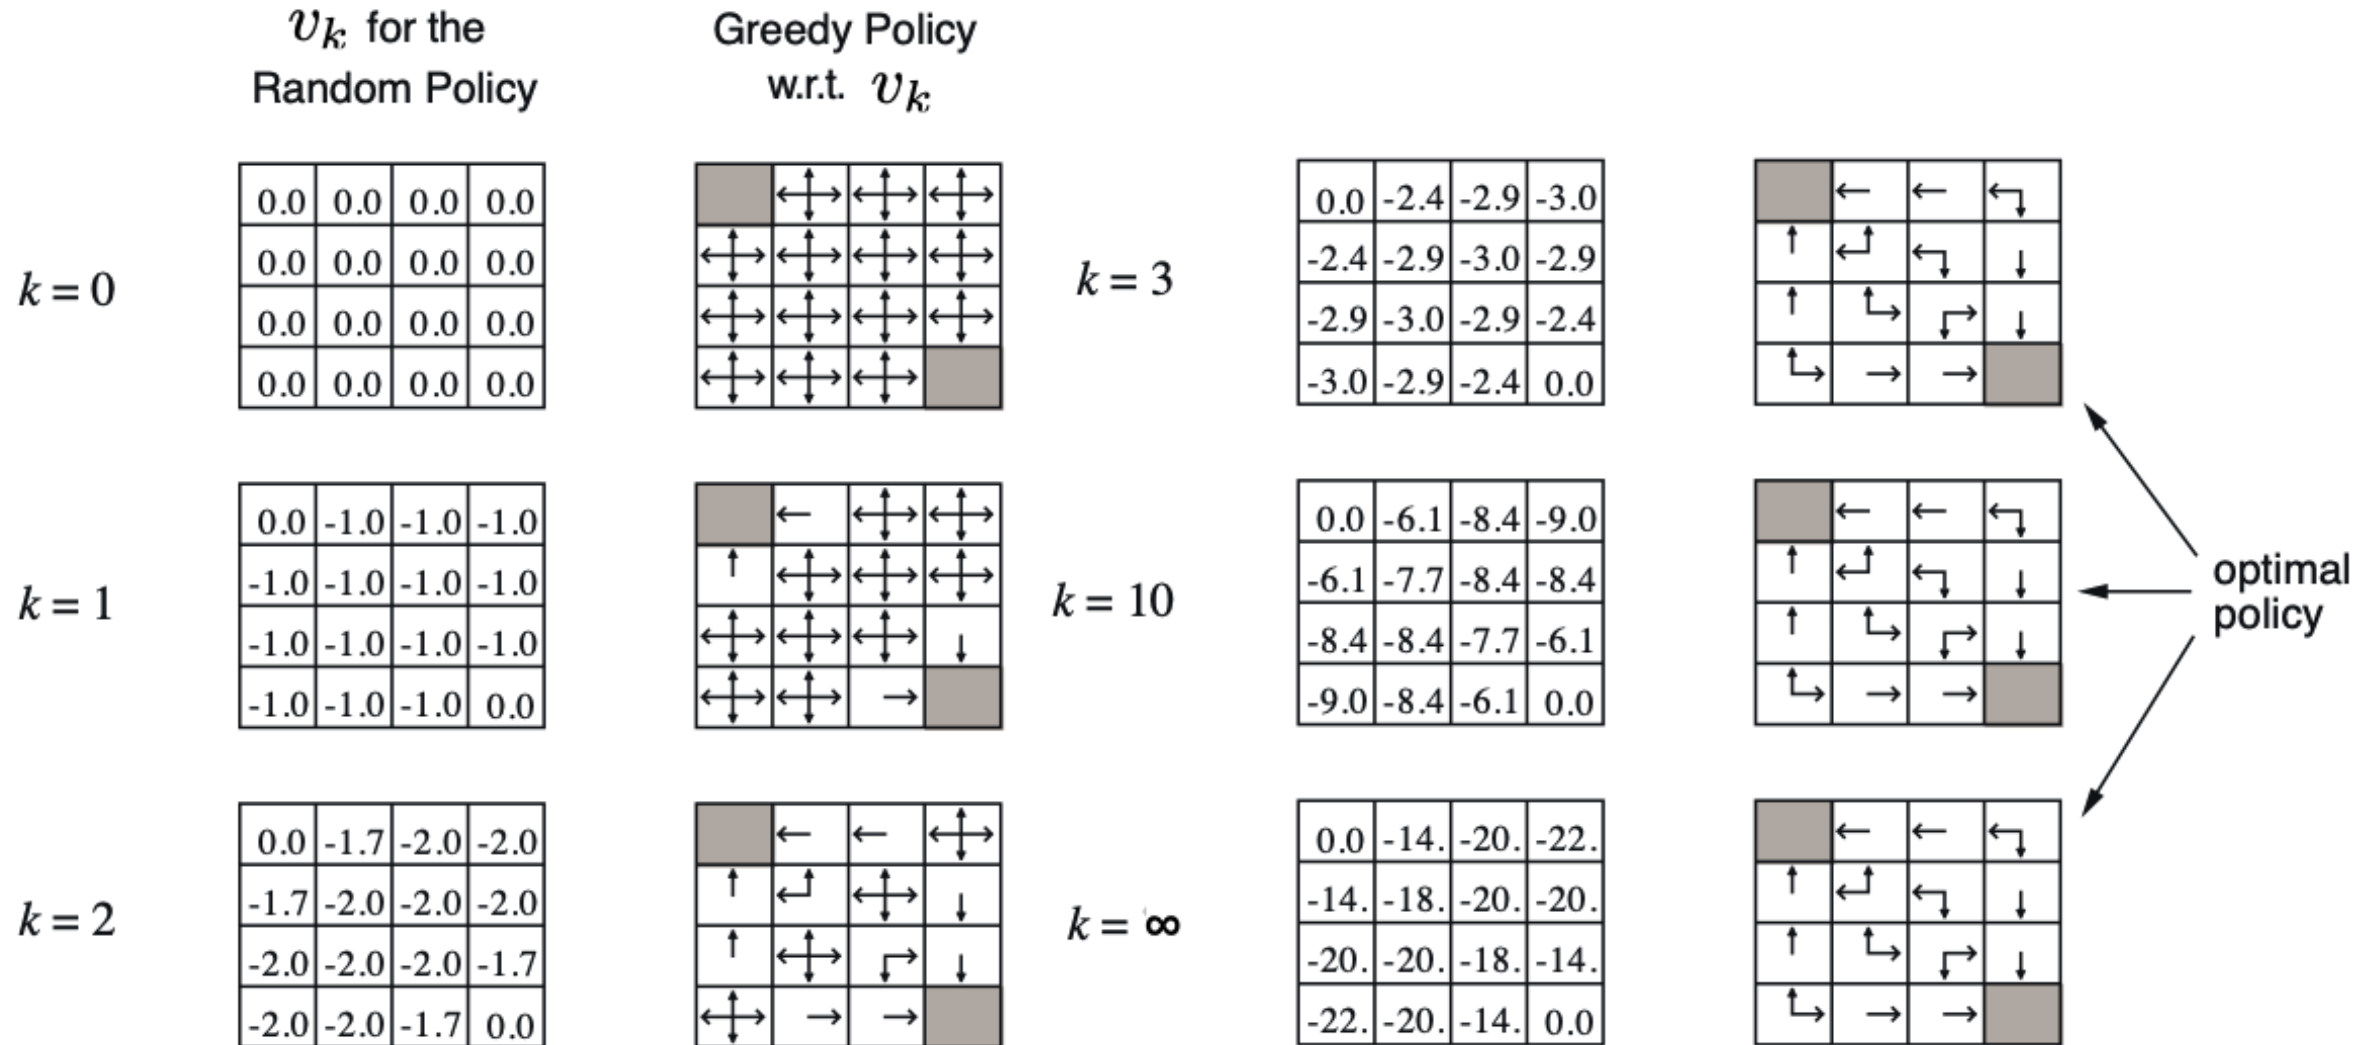 v_k for the
Random Policy
Greedy Policy
w.r.t. v_k
k = 0
0.0 0.0 0.0 0.0
0.0 0.0 0.0 0.0
0.0 0.0 0.0 0.0
0.0 0.0 0.0 0.0
k = 1
0.0 -1.0 -1.0 -1.0
-1.0 -1.0 -1.0 -1.0
-1.0 -1.0 -1.0 -1.0
-1.0 -1.0 -1.0 0.0
k = 2
0.0 -1.7 -2.0 -2.0
-1.7 -2.0 -2.0 -2.0
-2.0 -2.0 -2.0 -1.7
-2.0 -2.0 -1.7 0.0
k = 3
0.0 -2.4 -2.9 -3.0
-2.4 -2.9 -3.0 -2.9
-2.9 -3.0 -2.9 -2.4
-3.0 -2.9 -2.4 0.0
k = 10
0.0 -6.1 -8.4 -9.0
-6.1 -7.7 -8.4 -8.4
-8.4 -8.4 -7.7 -6.1
-9.0 -8.4 -6.1 0.0
k = ∞
0.0 -14. -20. -22.
-14. -18. -20. -20.
-20. -20. -18. -14.
-22. -20. -14. 0.0
optimal
policy